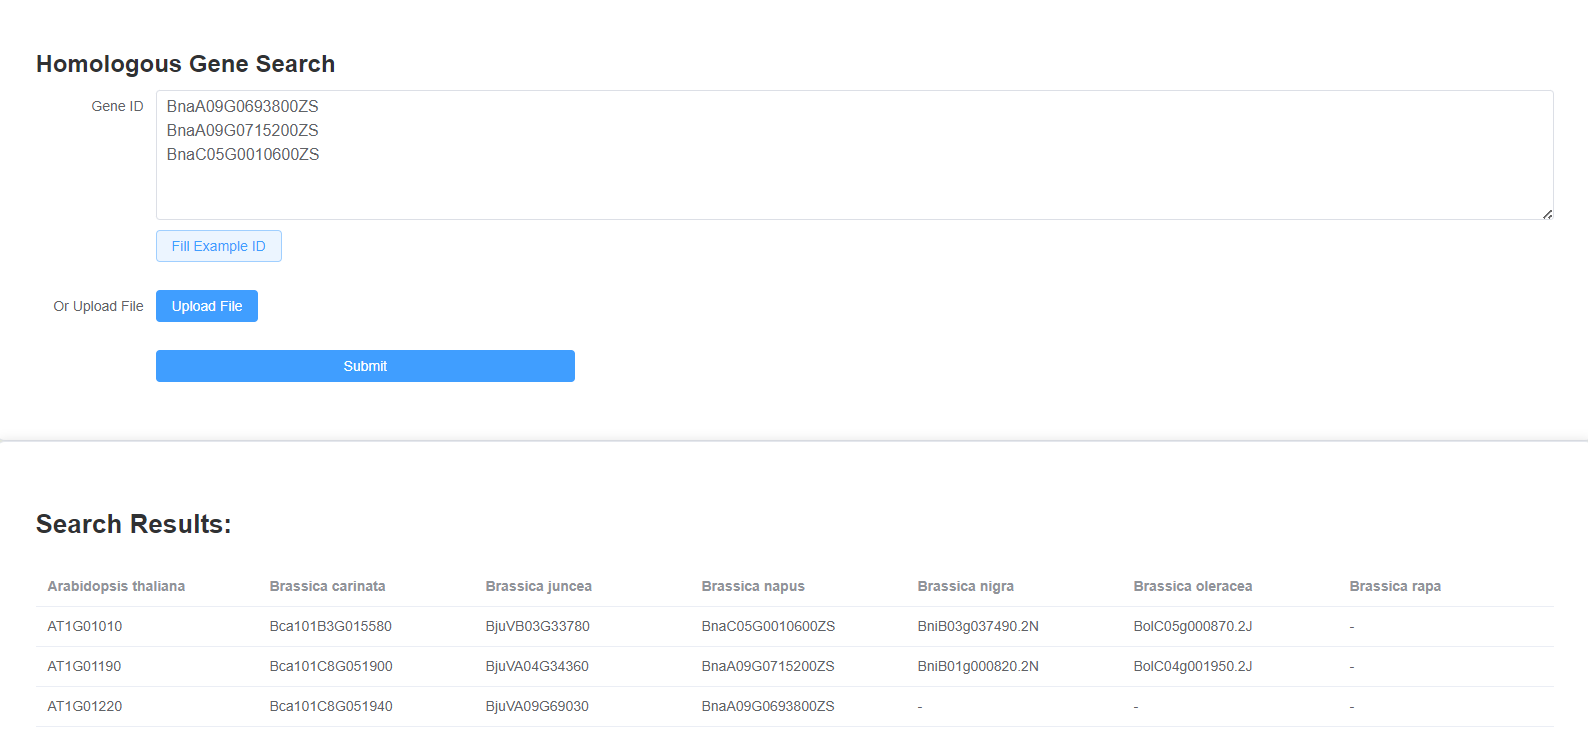 Homologous Gene Search
Gene ID
BnaA09G0693800ZS
BnaA09G0715200ZS
BnaC05G0010600ZS
Fill Example ID
Or Upload File Upload File
Submit
Search Results:
Arabidopsis thaliana Brassica carinata Brassica juncea Brassica napus Brassica nigra Brassica oleracea Brassica rapa
AT1G01010 Bca101B3G015580 BjuVB03G33780 BnaC05G0010600ZS BniB03g037490.2N BolC05g000870.2J -
AT1G01190 Bca101C8G051900 BjuVA04G34360 BnaA09G0715200ZS BniB01g000820.2N BolC04g001950.2J -
AT1G01220 Bca101C8G051940 BjuVA09G69030 BnaA09G0693800ZS - - -